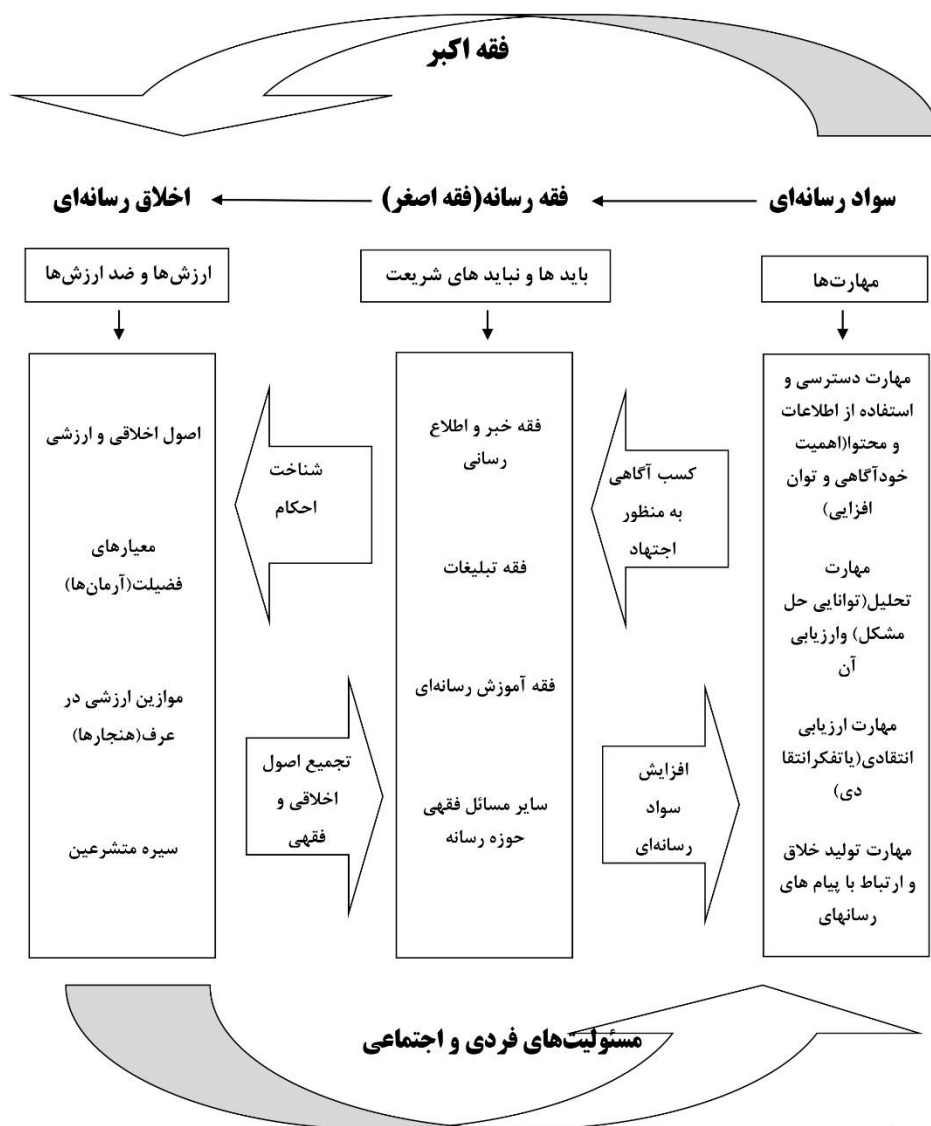 فقه اکبر
سواد رسانه‌ای
فقه رسانه(فقه اصغر)
اخلاق رسانه‌ای
مهارت‌ها
باید ها و نباید های شریعت
ارزش‌ها و ضد ارزش‌ها
مهارت دسترسی و
استفاده از اطلاعات
و محتوا(اهمیت
خودآگاهی و توان
افزایی)
مهارت
تحلیل(توانایی حل
مشکل) وارزیابی
آن
مهارت ارزیابی
انتقادی(یاتفکرانتقا
دی)
مهارت تولید خلاق
و ارتباط با پیام های
رسانهای
کسب آگاهی
به منظور
اجتهاد
افزایش
سواد
رسانه‌ای
فقه خبر و اطلاع
رسانی
فقه تبلیغات
فقه آموزش رسانه‌ای
سایر مسائل فقهی
حوزه رسانه
شناخت
احکام
تجمیع اصول
اخلاقی و
فقهی
اصول اخلاقی و ارزشی
معیارهای
فضیلت(آرمان‌ها)
موازین ارزشی در
عرف(هنجارها)
سیره متشرعین
مسئولیت‌های فردی و اجتماعی